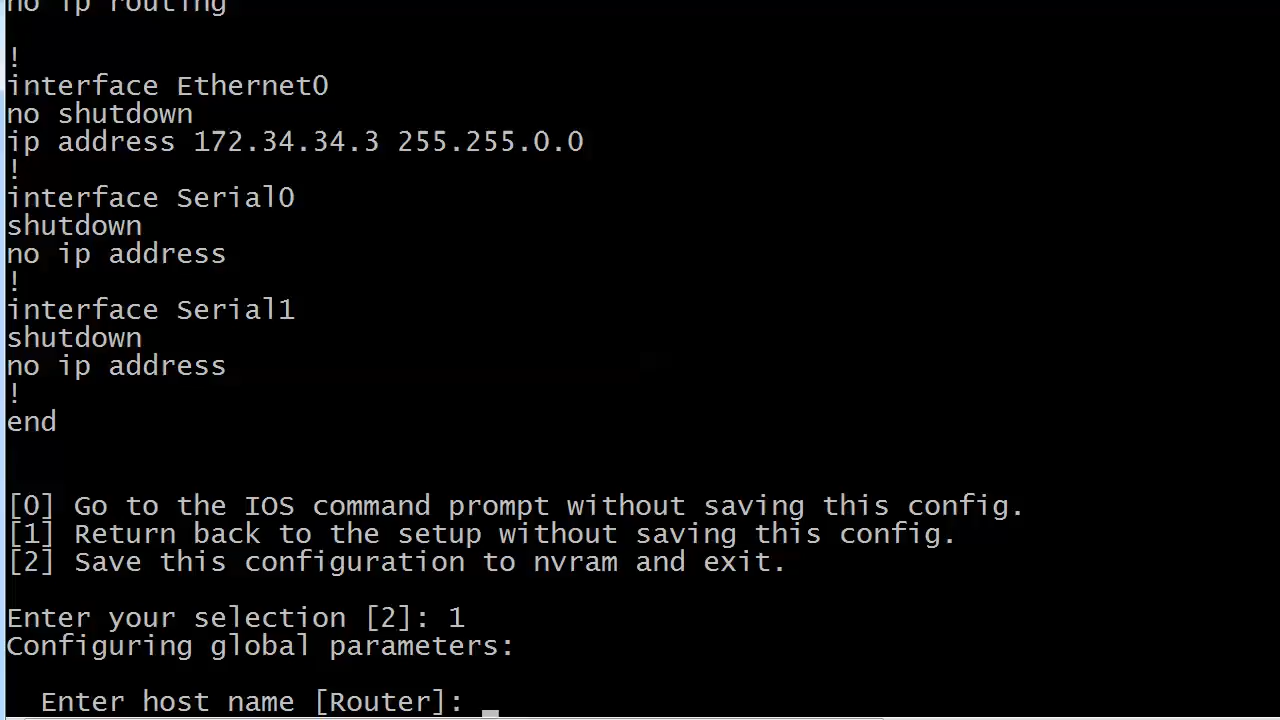 no ip routing
!
interface Ethernet0
no shutdown
ip address 172.34.34.3 255.255.0.0
!
interface Serial0
shutdown
no ip address
!
interface Serial1
shutdown
no ip address
!
end
[0] Go to the IOS command prompt without saving this config.
[1] Return back to the setup without saving this config.
[2] Save this configuration to nvram and exit.
Enter your selection [2]: 1
Configuring global parameters:
Enter host name [Router]: